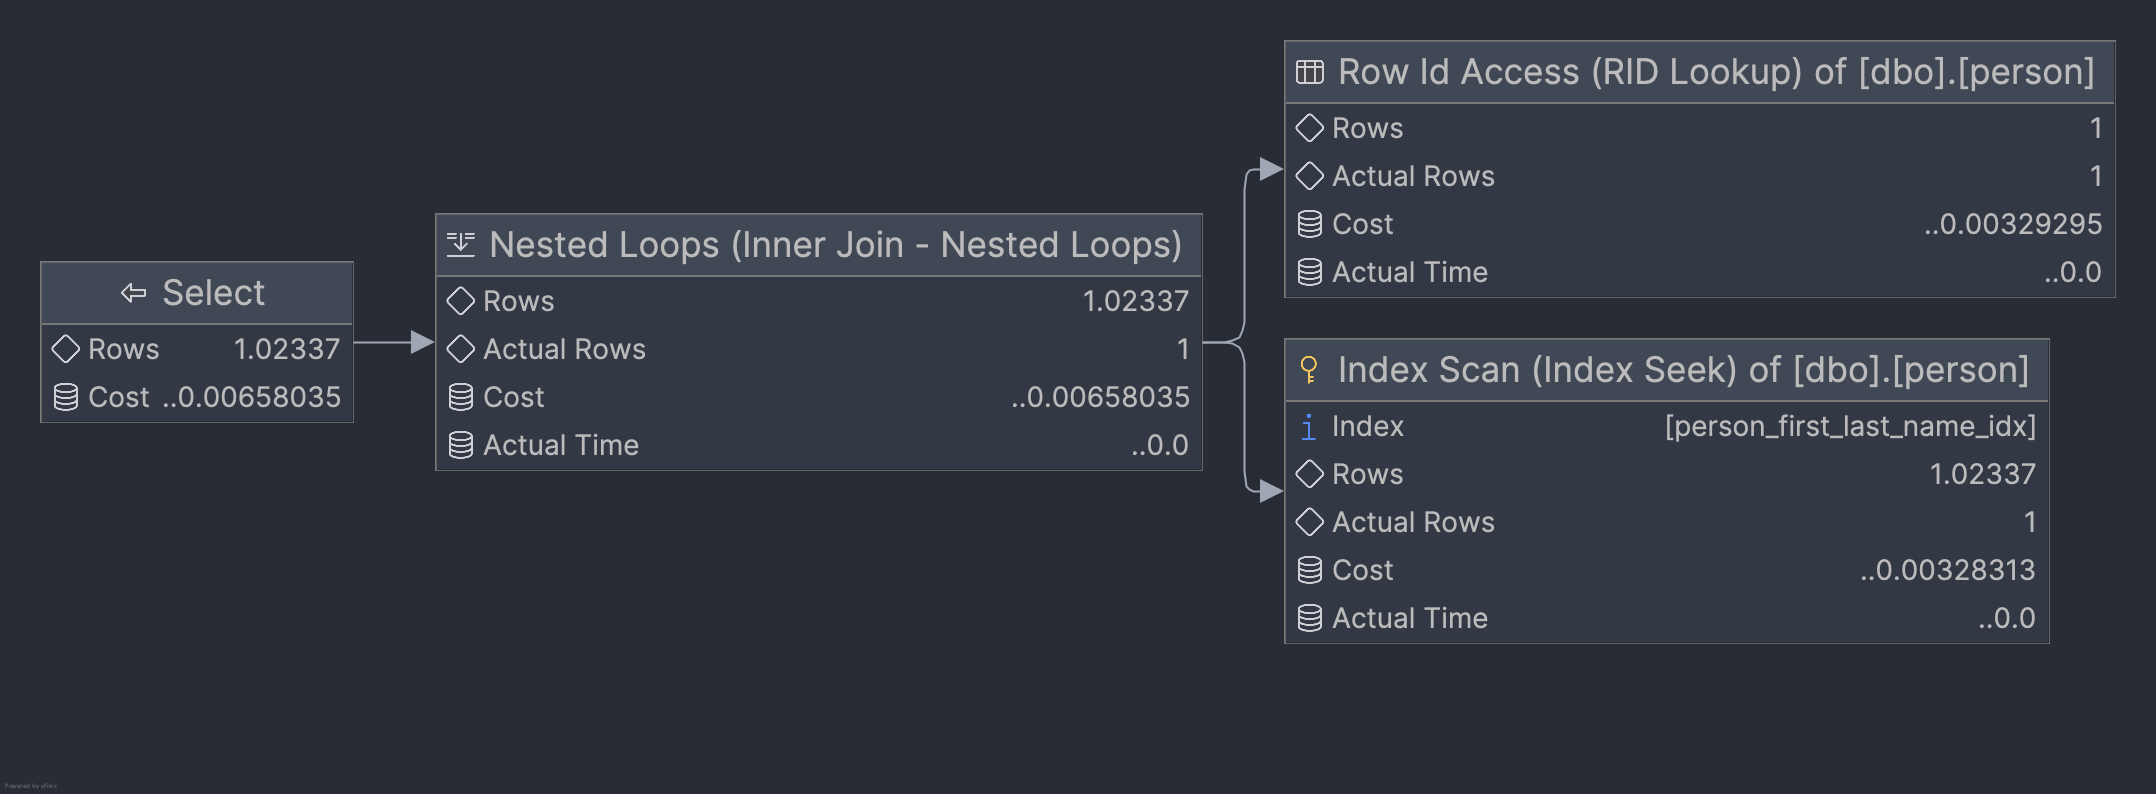 Select
Rows 1.02337
Cost ..0.00658035
Nested Loops (Inner Join - Nested Loops)
Rows 1.02337
Actual Rows 1
Cost ..0.00658035
Actual Time ..0.0
Row Id Access (RID Lookup) of [dbo].[person]
Rows 1
Actual Rows 1
Cost ..0.00329295
Actual Time ..0.0
Index Scan (Index Seek) of [dbo].[person]
Index [person_first_last_name_idx]
Rows 1.02337
Actual Rows 1
Cost ..0.00328313
Actual Time ..0.0
Powered by yFiles